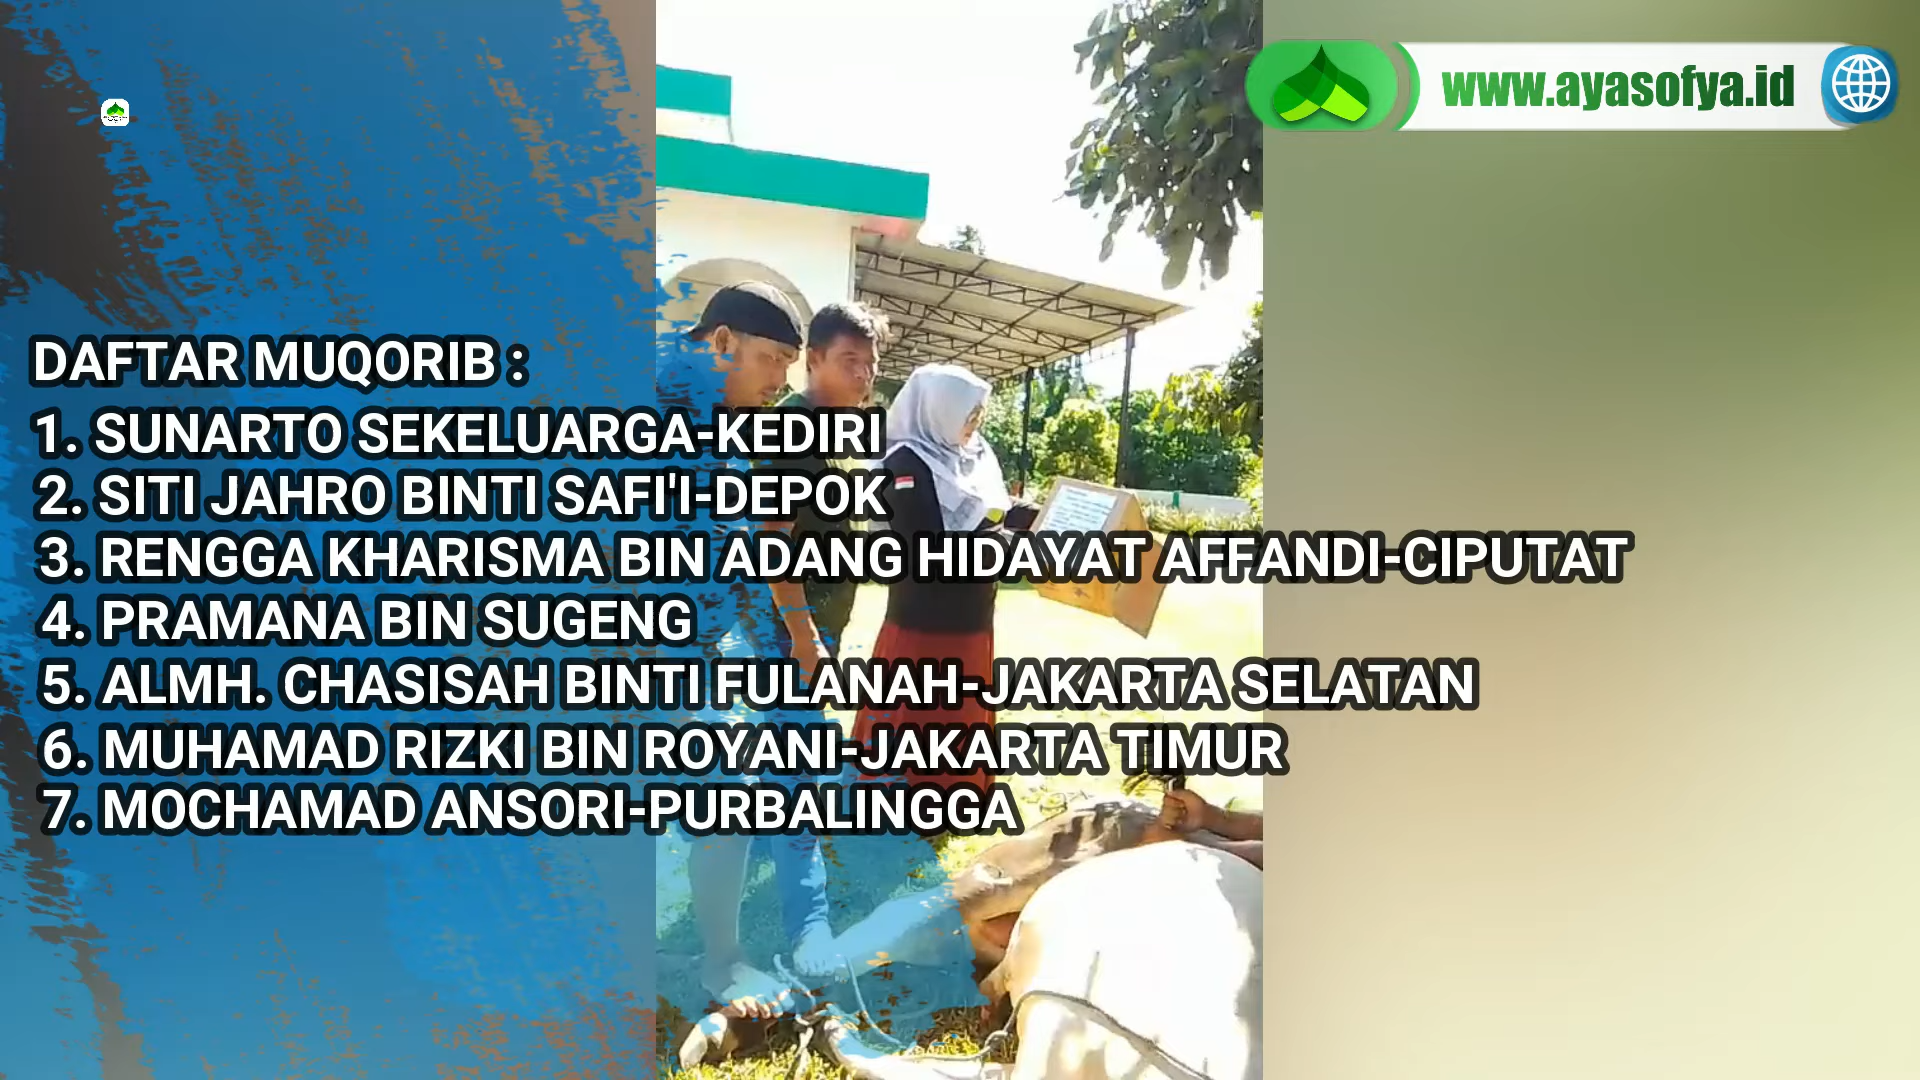 www.ayasofya.id
DAFTAR MUQORIB :
1. SUNARTO SEKELUARGA-KEDIRI
2. SITI JAHRO BINTI SAFI'I-DEPOK
3. RENGGA KHARISMA BIN ADANG HIDAYAT AFFANDI-CIPUTAT
4. PRAMANA BIN SUGENG
5. ALMH. CHASISAH BINTI FULANAH-JAKARTA SELATAN
6. MUHAMAD RIZKI BIN ROYANI-JAKARTA TIMUR
7. MOCHAMAD ANSORI-PURBALINGGA